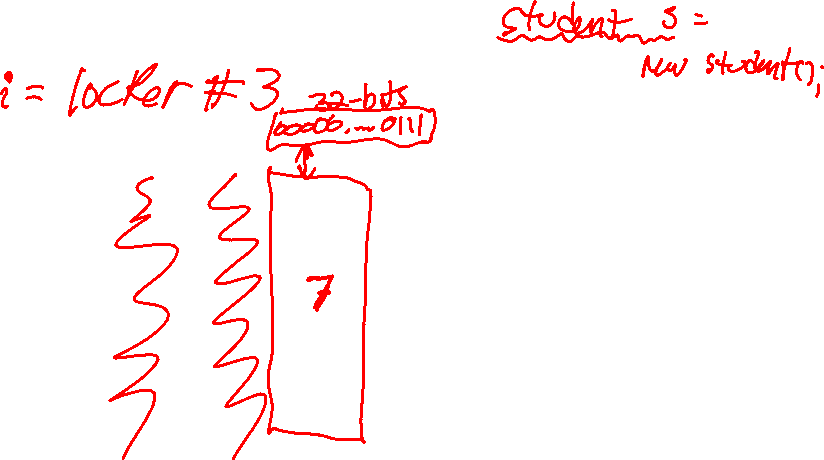 student s =
new student();
i = locker #3
32-bits
00000....0111
7